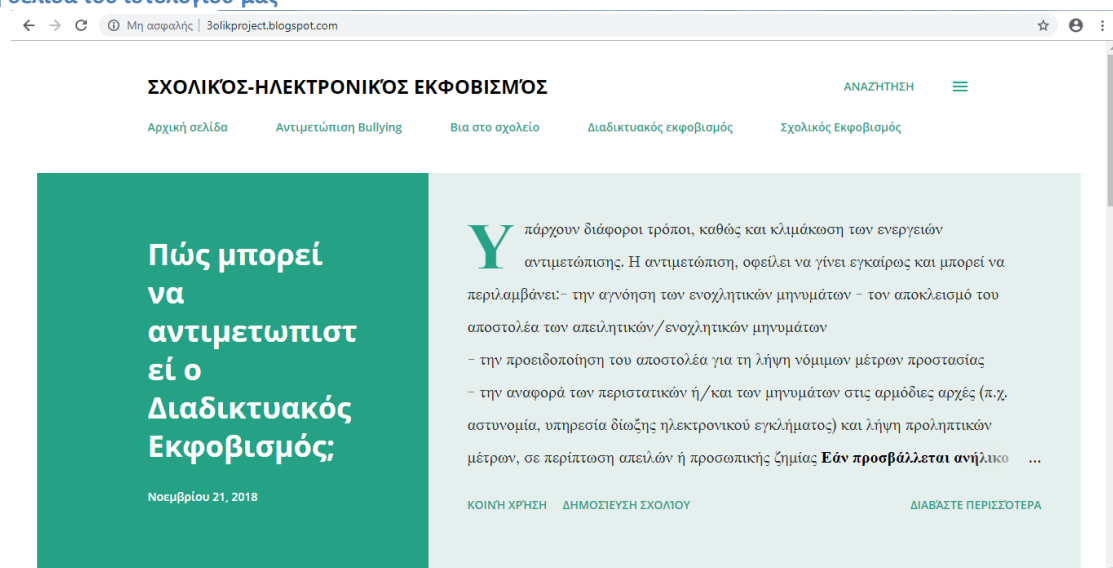 σελίδα του ιστολογίου μας
Μη ασφαλής | 3olikproject.blogspot.com
ΣΧΟΛΙΚΌΣ-ΗΛΕΚΤΡΟΝΙΚΌΣ ΕΚΦΟΒΙΣΜΌΣ
ΑΝΑΖΉΤΗΣΗ
Αρχική σελίδα Αντιμετώπιση Bullying Βια στο σχολείο Διαδικτυακός εκφοβισμός Σχολικός Εκφοβισμός
Πώς μπορεί
να
αντιμετωπιστ
εί ο
Διαδικτυακός
Εκφοβισμός;
Νοεμβρίου 21, 2018
Υπάρχουν διάφοροι τρόποι, καθώς και κλιμάκωση των ενεργειών
αντιμετώπισης. Η αντιμετώπιση, οφείλει να γίνει εγκαίρως και μπορεί να
περιλαμβάνει:- την αγνόηση των ενοχλητικών μηνυμάτων - τον αποκλεισμό του
αποστολέα των απειλητικών/ενοχλητικών μηνυμάτων
- την προειδοποίηση του αποστολέα για τη λήψη νόμιμων μέτρων προστασίας
- την αναφορά των περιστατικών ή/και των μηνυμάτων στις αρμόδιες αρχές (π.χ.
αστυνομία, υπηρεσία δίωξης ηλεκτρονικού εγκλήματος) και λήψη προληπτικών
μέτρων, σε περίπτωση απειλών ή προσωπικής ζημίας Εάν προσβάλλεται ανήλικο ...
ΚΟΙΝΉ ΧΡΉΣΗ ΔΗΜΟΣΊΕΥΣΗ ΣΧΟΛΊΟΥ ΔΙΑΒΆΣΤΕ ΠΕΡΙΣΣΌΤΕΡΑ